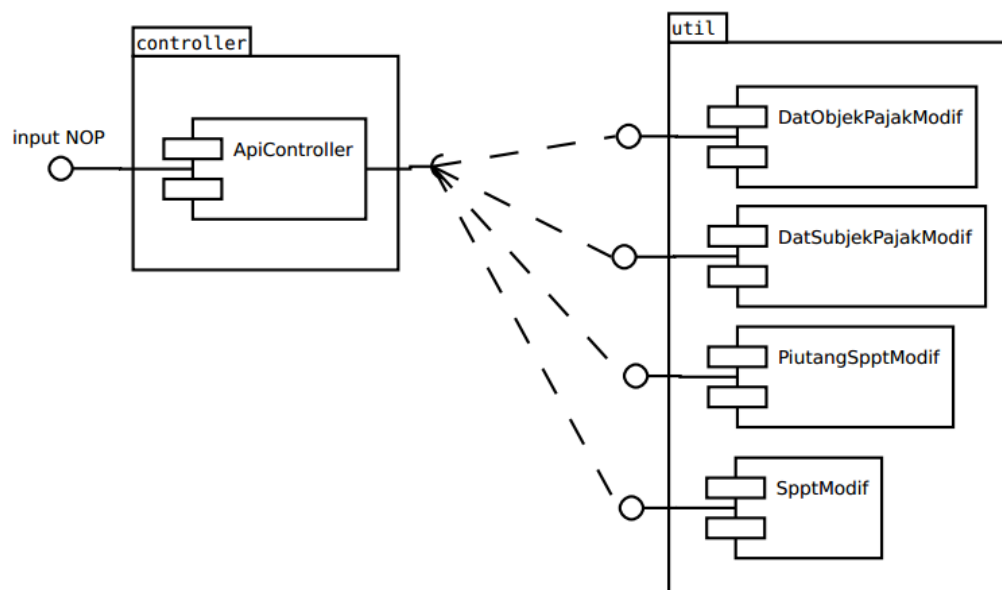 controller
input NOP
ApiController
util
DatObjekPajakModif
DatSubjekPajakModif
PiutangSpptModif
SpptModif